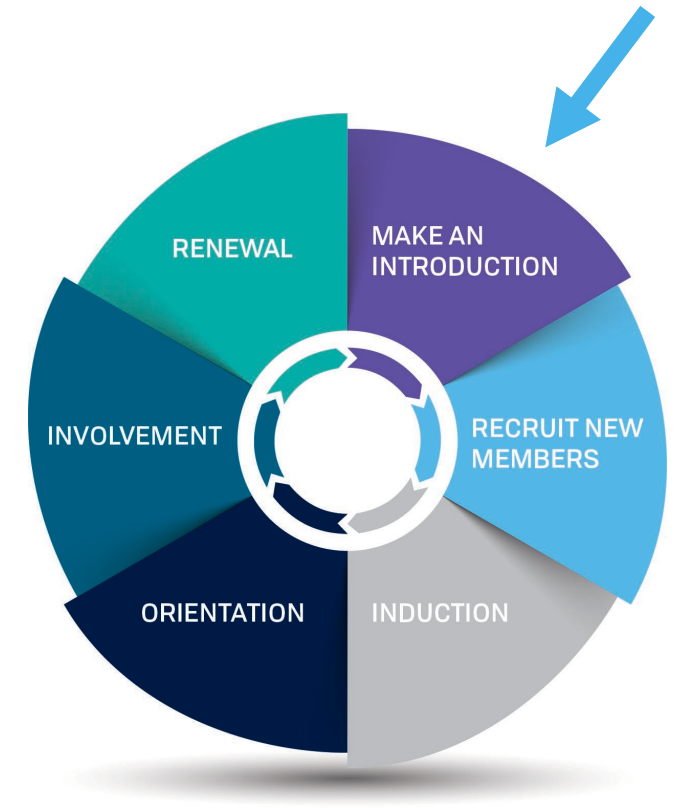 MAKE AN
INTRODUCTION
RECRUIT NEW
MEMBERS
INDUCTION
ORIENTATION
INVOLVEMENT
RENEWAL